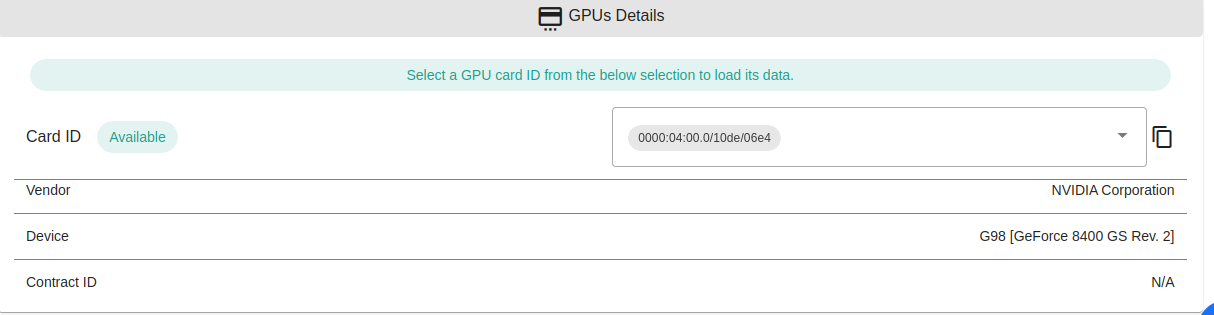 GPUs Details
Select a GPU card ID from the below selection to load its data.
Card ID Available 0000:04:00.0/10de/06e4
Vendor NVIDIA Corporation
Device G98 [GeForce 8400 GS Rev. 2]
Contract ID N/A